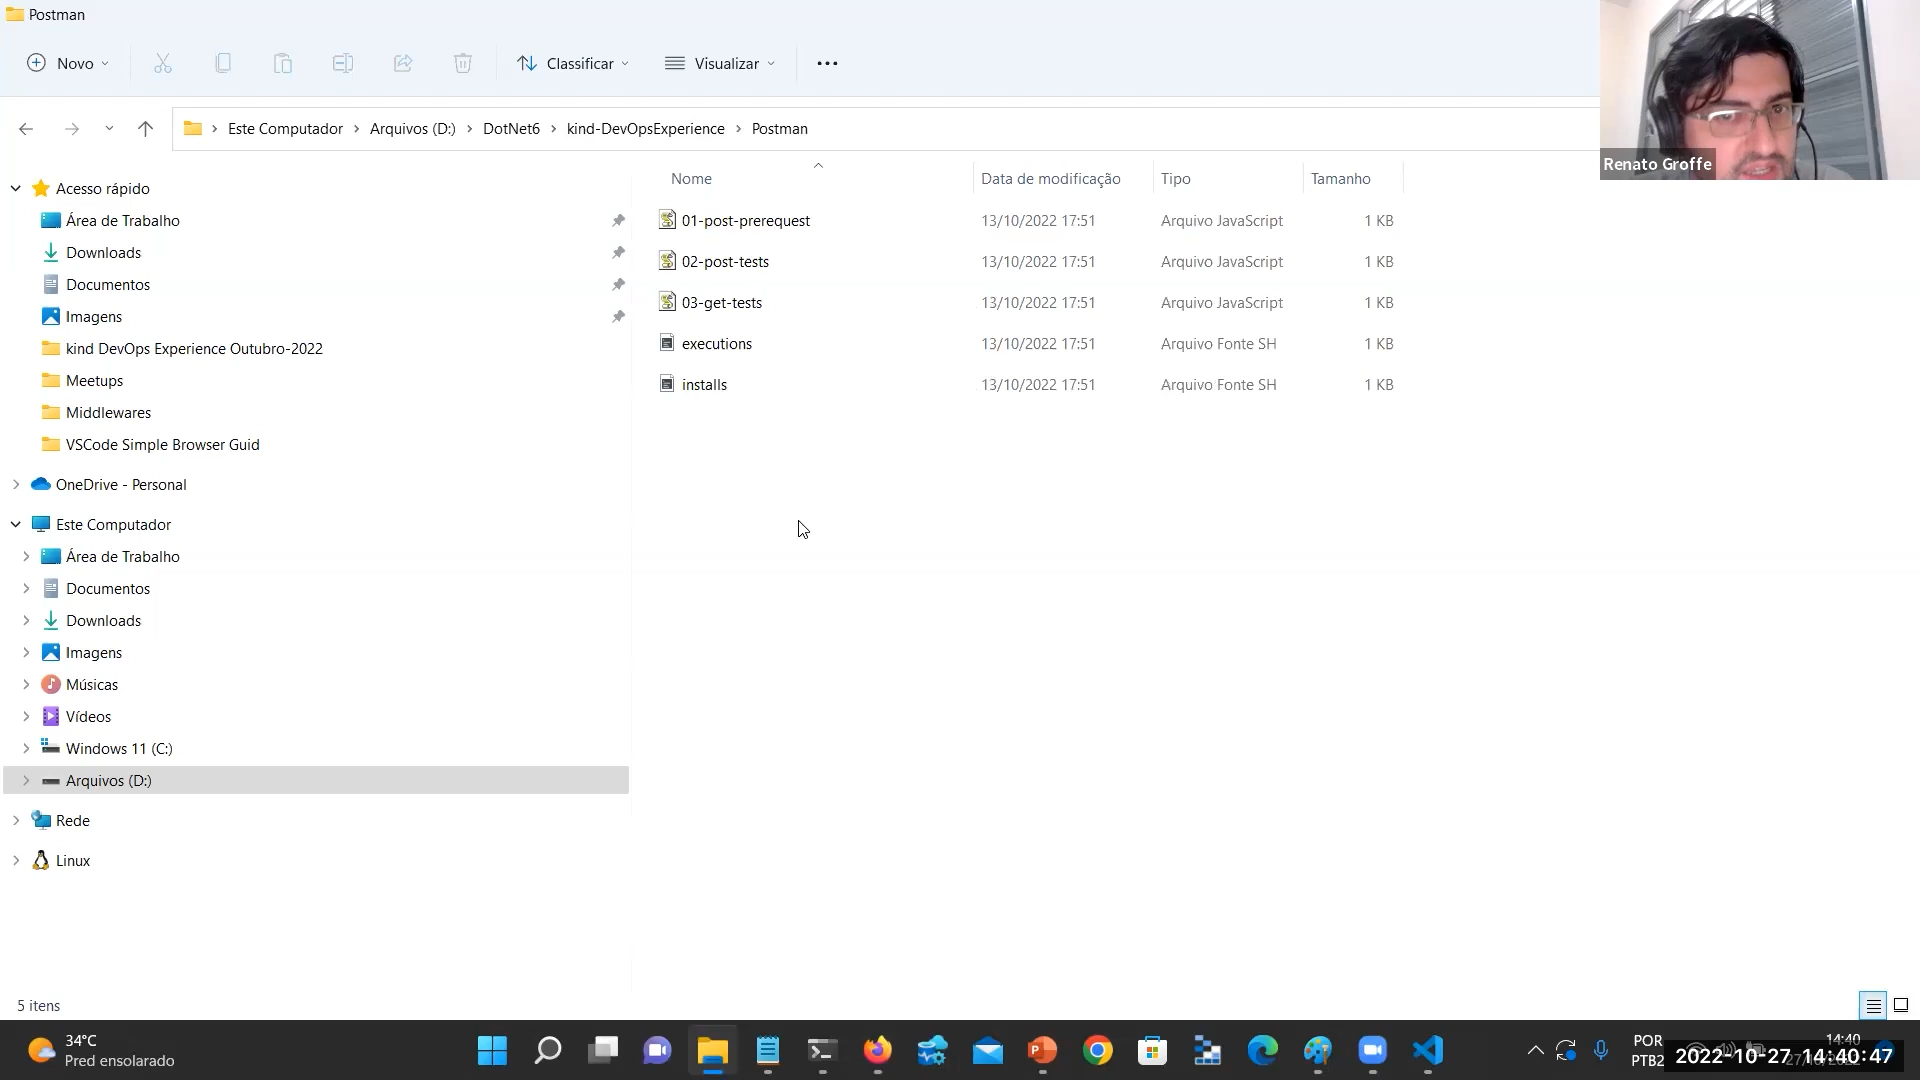 Postman
Novo
Classificar
Visualizar
Este Computador
Arquivos (D:)
DotNet6
kind-DevOpsExperience
Postman
Renato Groffe
Nome
Data de modificação
Tipo
Tamanho
01-post-prerequest 13/10/2022 17:51 Arquivo JavaScript 1 KB
02-post-tests 13/10/2022 17:51 Arquivo JavaScript 1 KB
03-get-tests 13/10/2022 17:51 Arquivo JavaScript 1 KB
executions 13/10/2022 17:51 Arquivo Fonte SH 1 KB
installs 13/10/2022 17:51 Arquivo Fonte SH 1 KB
Acesso rápido
Área de Trabalho
Downloads
Documentos
Imagens
kind DevOps Experience Outubro-2022
Meetups
Middlewares
VSCode Simple Browser Guid
OneDrive - Personal
Este Computador
Área de Trabalho
Documentos
Downloads
Imagens
Músicas
Vídeos
Windows 11 (C:)
Arquivos (D:)
Rede
Linux
5 itens
34°C
Pred ensolarado
POR
PTB2
14:40
2022-10-27 14:40:47